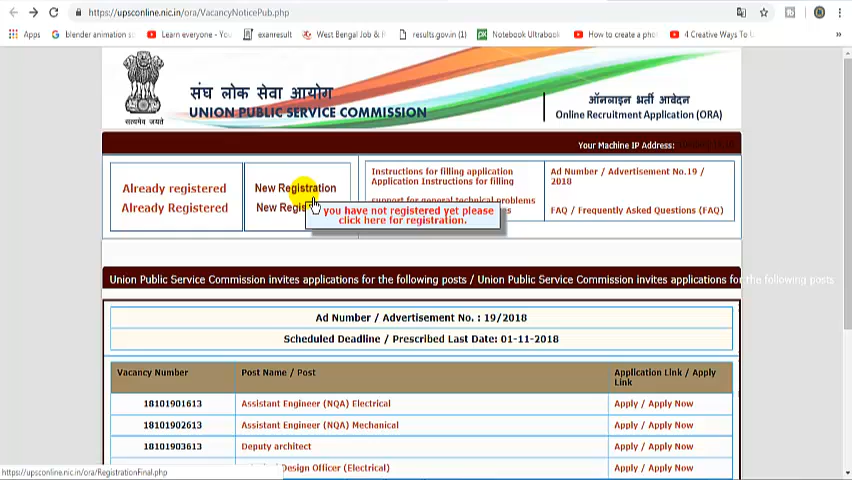 https://upsconline.nic.in/ora/VacancyNoticePub.php
Apps blender animation s Learn everyone - You exanresult West Bengal Job & R results.gov.in Notebook Ultrabook How to create a pho 4 Creative Ways To U
संघ लोक सेवा आयोग
UNION PUBLIC SERVICE COMMISSION
सत्यमेव जयते
ऑनलाइन भर्ती आवेदन
Online Recruitment Application (ORA)
Your Machine IP Address:
Already registered
Already Registered
New Registration
New Regis
you have not registered yet please
click here for registration.
Instructions for filling application
Application Instructions for filling
support for general technical problems
Ad Number / Advertisement No.19 /
2018
FAQ / Frequently Asked Questions (FAQ)
Union Public Service Commission invites applications for the following posts / Union Public Service Commission invites applications for the following posts
Ad Number / Advertisement No. : 19/2018
Scheduled Deadline / Prescribed Last Date: 01-11-2018
Vacancy Number Post Name / Post Application Link / Apply
Link
18101901613 Assistant Engineer (NQA) Electrical Apply / Apply Now
18101902613 Assistant Engineer (NQA) Mechanical Apply / Apply Now
18101903613 Deputy architect Apply / Apply Now
Design Officer (Electrical) Apply / Apply Now
https://upsconline.nic.in/ora/RegistrationFinal.php